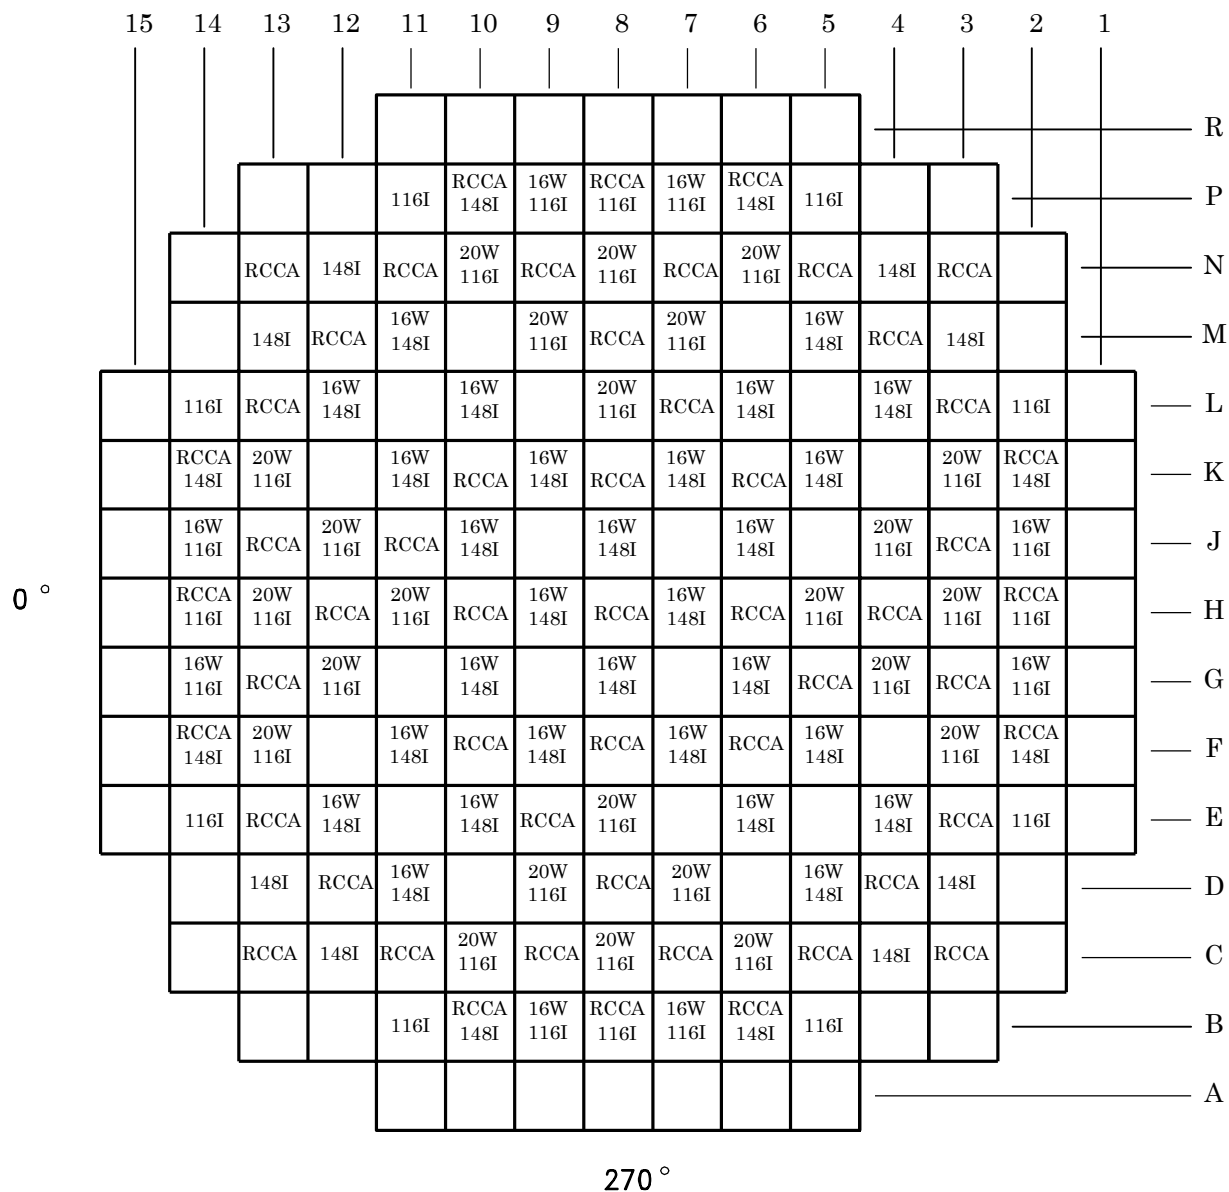 15 14 13 12 11 10 9 8 7 6 5 4 3 2 1
R
RCCA 16W RCCA 16W RCCA
116I 148I 116I 116I 116I 148I 116I P
20W 20W 20W
RCCA 148I RCCA 116I RCCA 116I RCCA 116I RCCA 148I RCCA N
16W 20W 20W 16W
148I RCCA 148I 116I RCCA 116I 148I RCCA 148I M
16W 16W 20W 16W 16W
116I RCCA 148I 148I 116I RCCA 148I 148I RCCA 116I L
RCCA 20W 16W 16W 16W 16W 20W RCCA
148I 116I 148I RCCA 148I RCCA 148I RCCA 148I 116I 148I K
16W 20W 16W 16W 16W 20W 16W
116I RCCA 116I RCCA 148I 148I 148I 116I RCCA 116I J
RCCA 20W 20W 16W 16W 20W 20W RCCA
0° 116I 116I RCCA 116I RCCA 148I RCCA 148I RCCA 116I RCCA 116I 116I H
16W 20W 16W 16W 16W 20W 16W
116I RCCA 116I 148I 148I 148I RCCA 116I RCCA 116I G
RCCA 20W 16W 16W 16W 16W 20W RCCA
148I 116I 148I RCCA 148I RCCA 148I RCCA 148I 116I 148I F
16W 16W 20W 16W 16W
116I RCCA 148I 148I RCCA 116I 148I 148I RCCA 116I E
16W 20W 20W 16W
148I RCCA 148I 116I RCCA 116I 148I RCCA 148I D
20W 20W 20W
RCCA 148I RCCA 116I RCCA 116I RCCA 116I RCCA 148I RCCA C
RCCA 16W RCCA 16W RCCA
116I 148I 116I 116I 116I 148I 116I B
A
270°